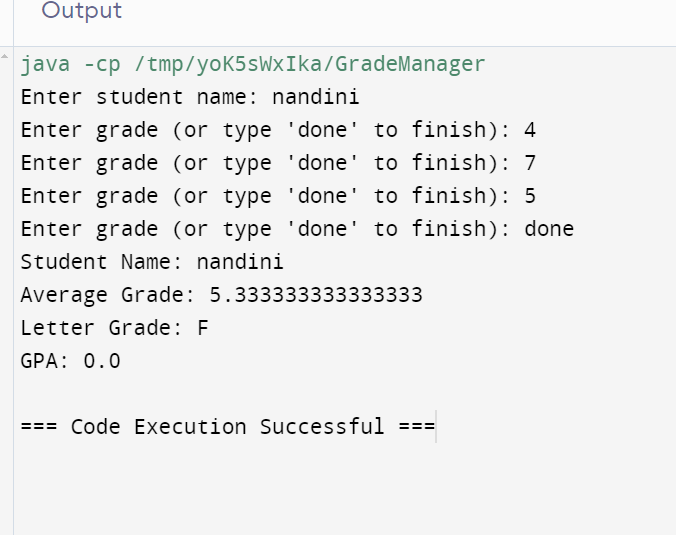 Output
java -cp /tmp/yoK5sWxIka/GradeManager
Enter student name: nandini
Enter grade (or type 'done' to finish): 4
Enter grade (or type 'done' to finish): 7
Enter grade (or type 'done' to finish): 5
Enter grade (or type 'done' to finish): done
Student Name: nandini
Average Grade: 5.333333333333333
Letter Grade: F
GPA: 0.0
=== Code Execution Successful ===